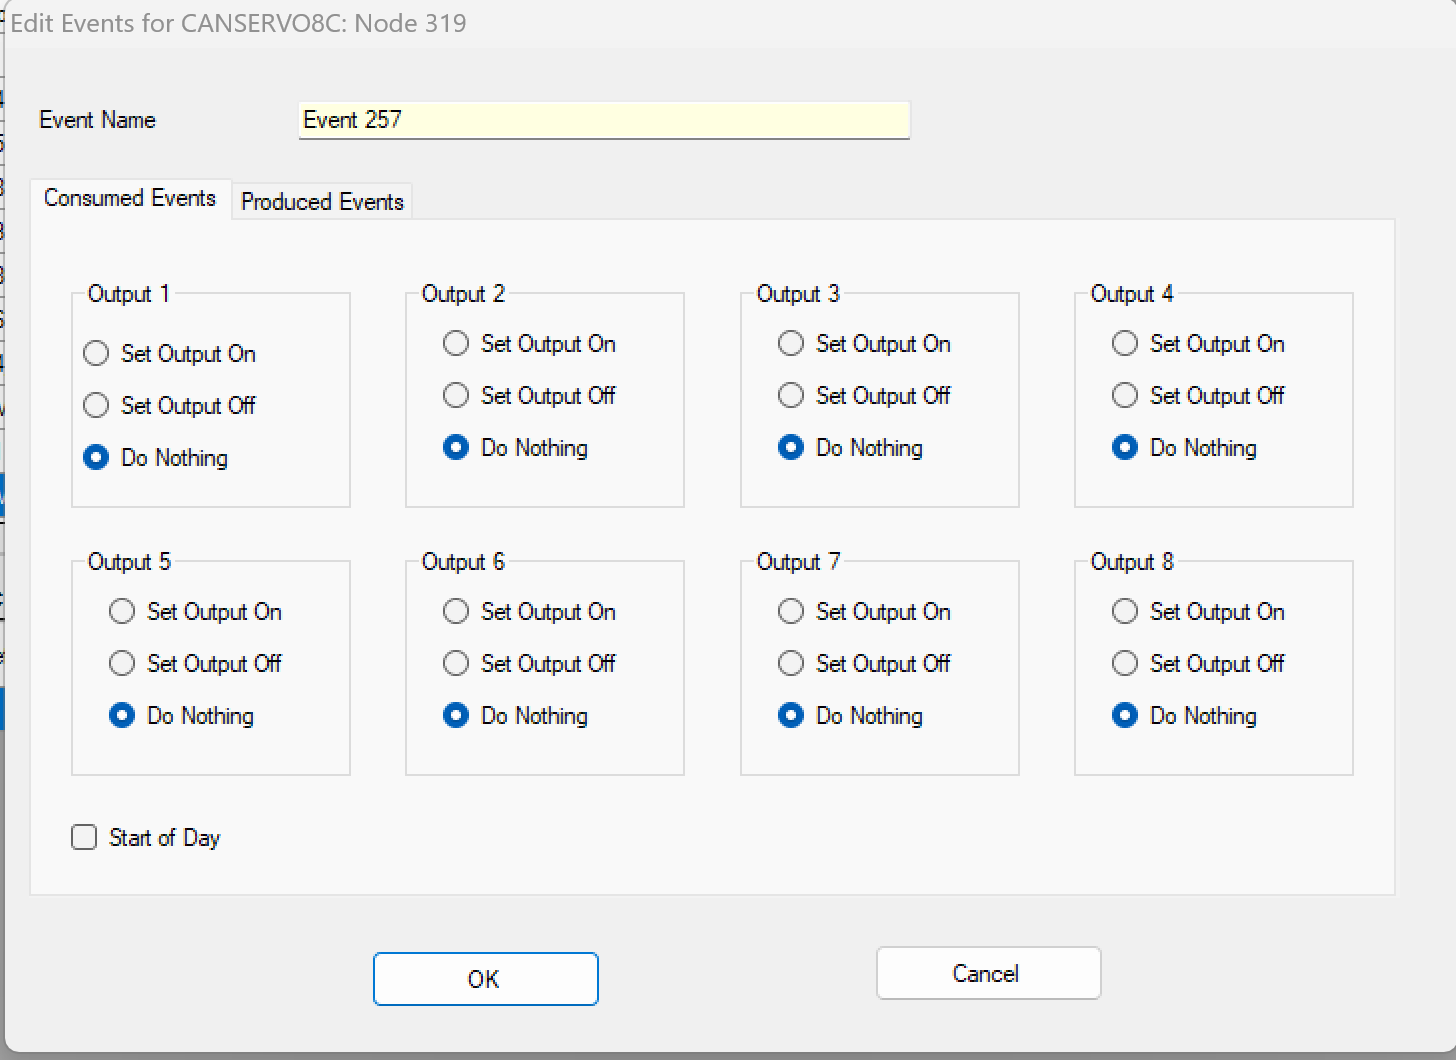 Edit Events for CANSERVO8C: Node 319
Event Name Event 257
Consumed Events Produced Events
Output 1 Output 2 Output 3 Output 4
Set Output On Set Output On Set Output On Set Output On
Set Output Off Set Output Off Set Output Off Set Output Off
Do Nothing Do Nothing Do Nothing Do Nothing
Output 5 Output 6 Output 7 Output 8
Set Output On Set Output On Set Output On Set Output On
Set Output Off Set Output Off Set Output Off Set Output Off
Do Nothing Do Nothing Do Nothing Do Nothing
Start of Day
OK Cancel